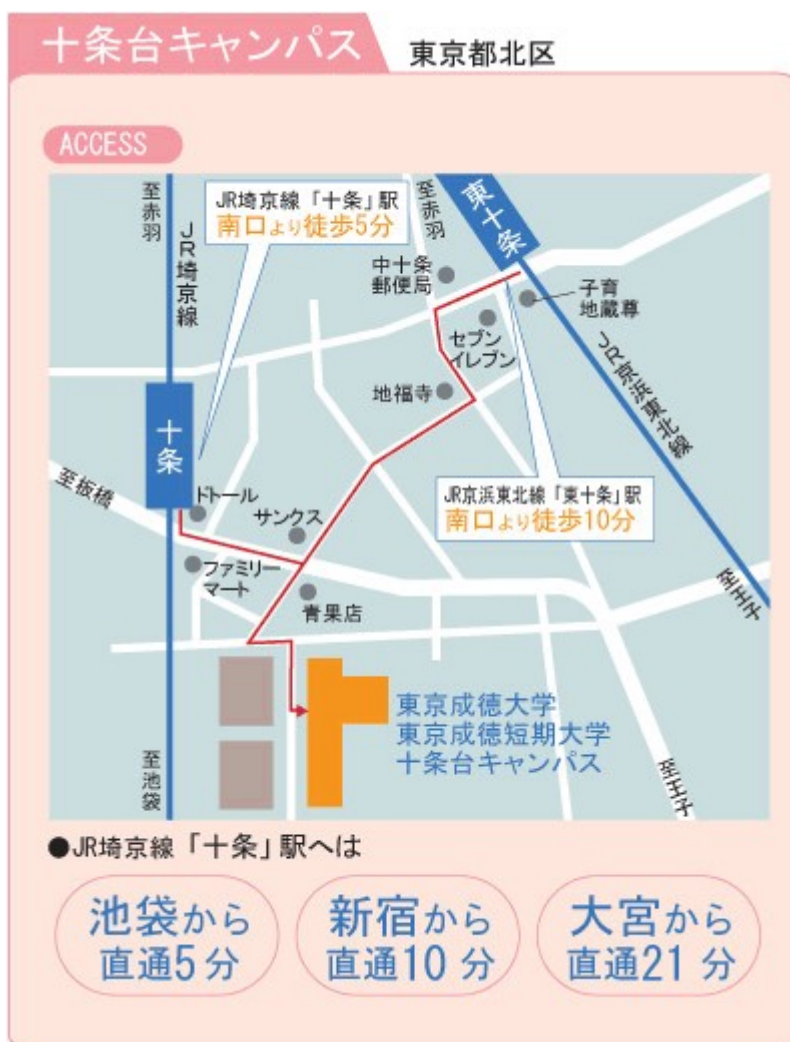 十条台キャンパス
東京都北区
ACCESS
至赤羽
JR埼京線
JR埼京線「十条」駅
南口より徒歩5分
至赤羽
東十条
中十条
郵便局
子育
地蔵尊
セブン
イレブン
JR京浜東北線
地福寺
十条
至板橋
ドトール
サンクス
JR京浜東北線「東十条」駅
南口より徒歩10分
ファミリー
マート
青果店
至王子
東京成徳大学
東京成徳短期大学
十条台キャンパス
至池袋
至王子
●JR埼京線「十条」駅へは
池袋から
直通5分
新宿から
直通10分
大宮から
直通21分